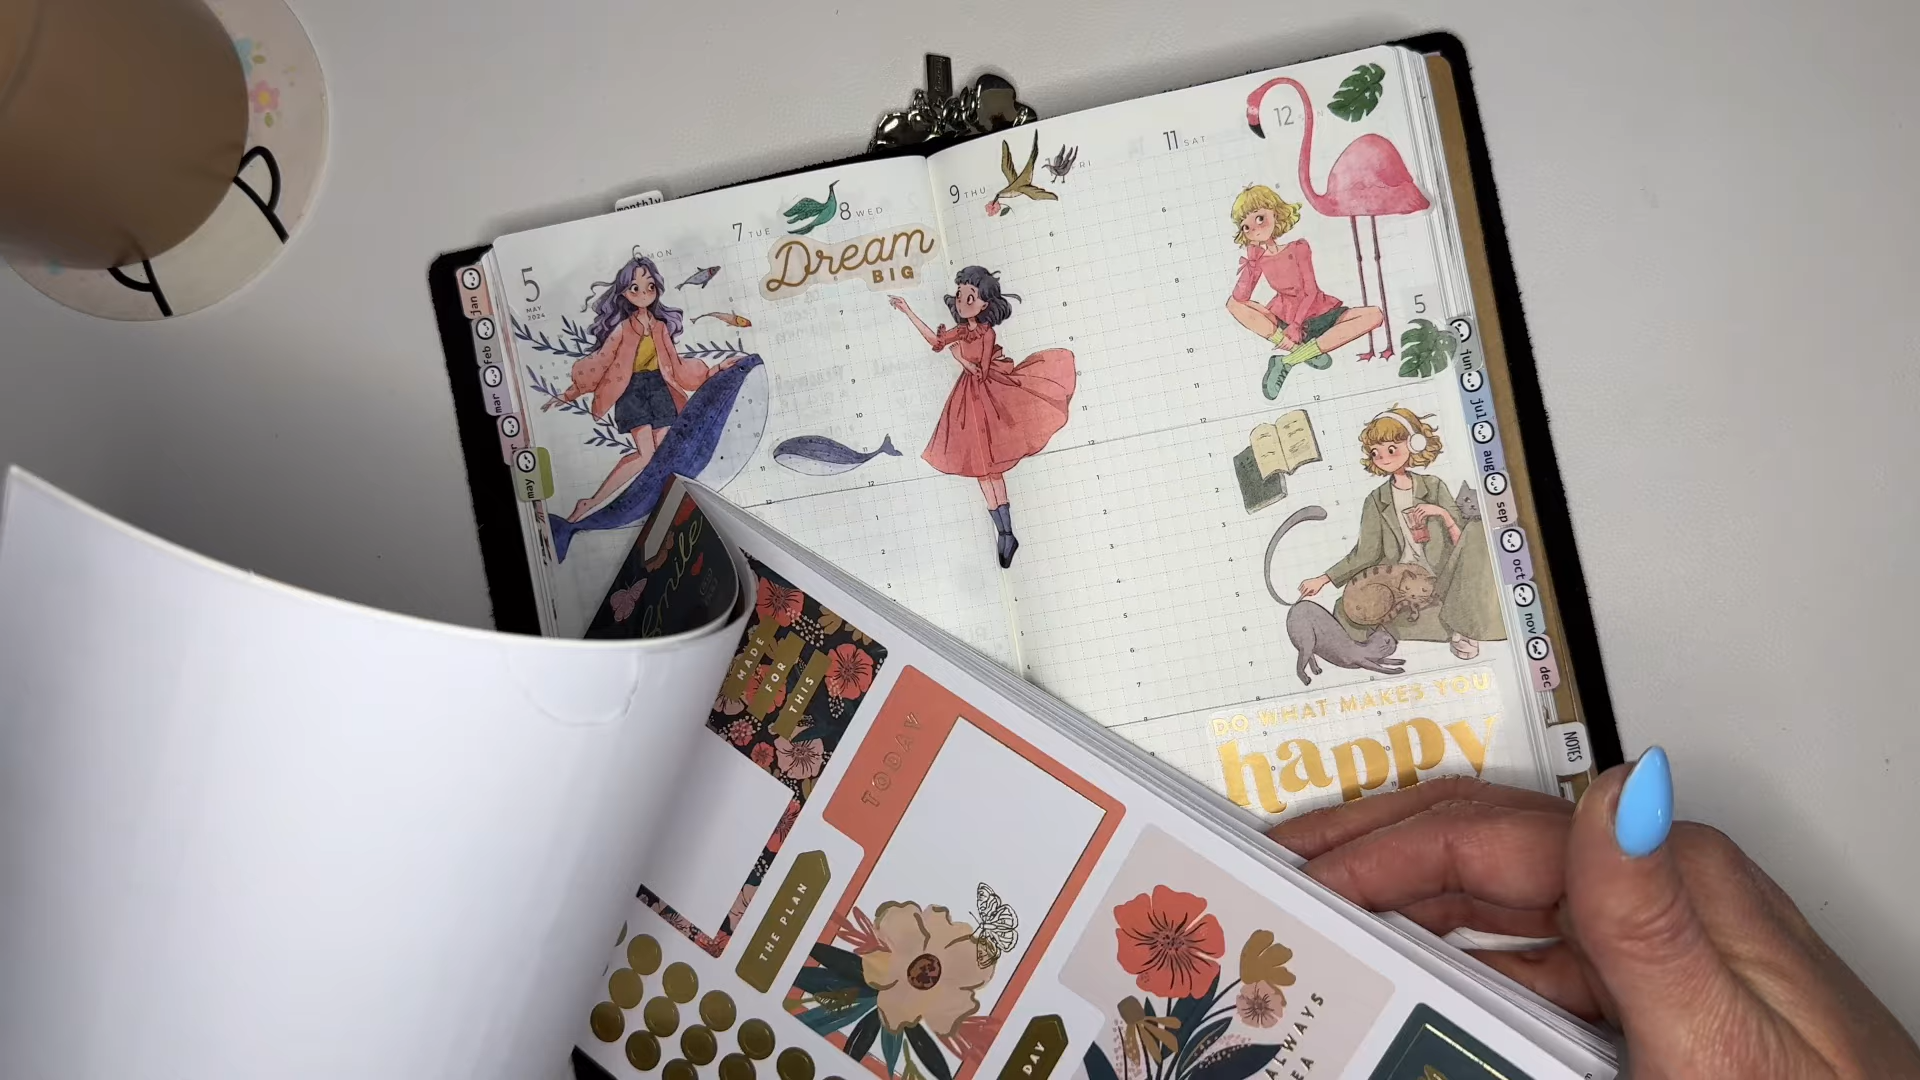 monthly
5
MAY
2024
6 MON
7 TUE
8 WED
9 THU
RI
11 SAT
12
Dream
BIG
5
jan
feb
mar
may
jun
jul
aug
sep
oct
nov
dec
NOTES
DO WHAT MAKES YOU
happy
Smile
MADE
FOR
THIS
TODAY
THE PLAN
DAY
ALWAYS